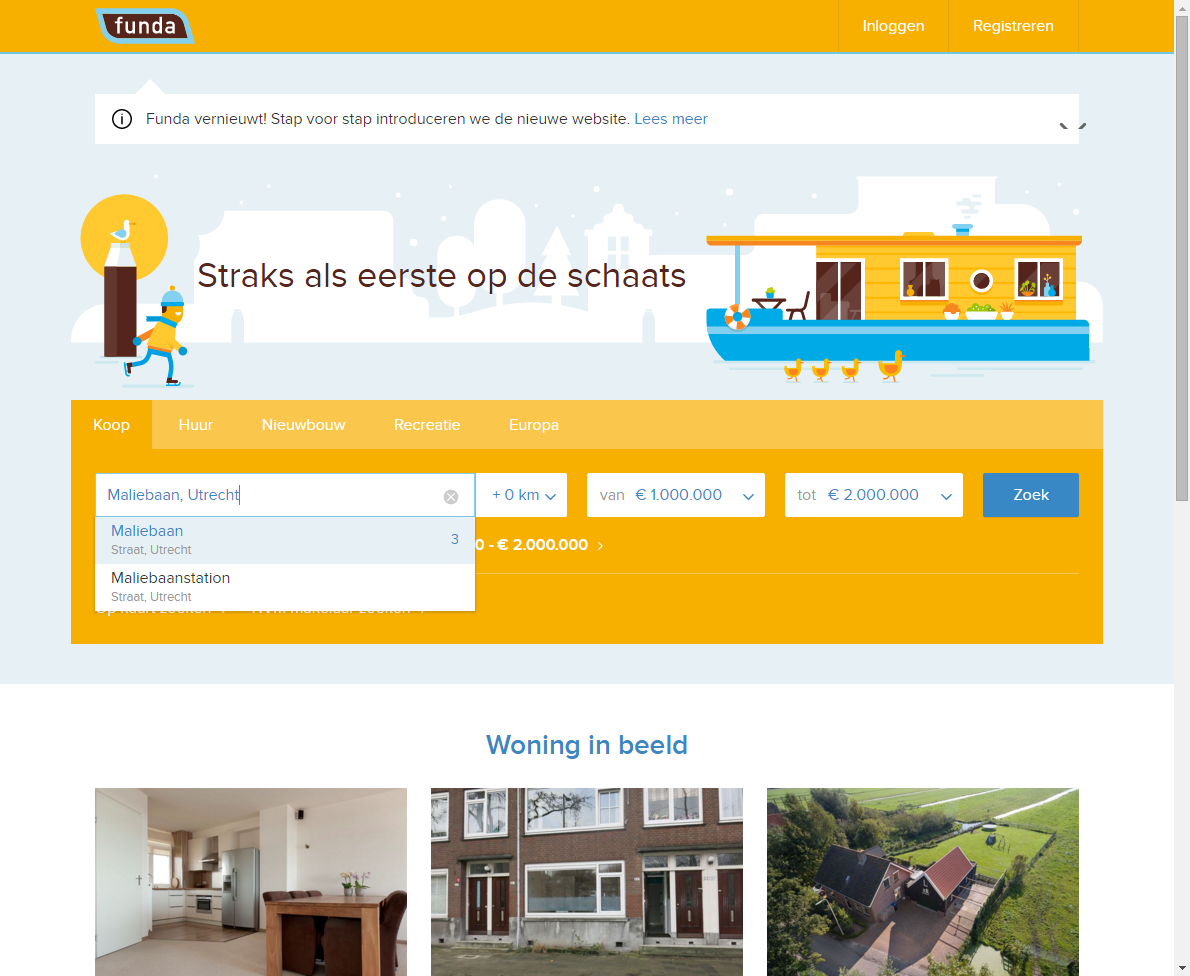 funda
Inloggen
Registreren
Funda vernieuwt! Stap voor stap introduceren we de nieuwe website. Lees meer
Straks als eerste op de schaats
Koop
Huur
Nieuwbouw
Recreatie
Europa
Maliebaan, Utrecht
+ 0 km
van € 1.000.000
tot € 2.000.000
Zoek
Maliebaan
3
Straat, Utrecht
0 - € 2.000.000
Maliebaanstation
Straat, Utrecht
Woning in beeld